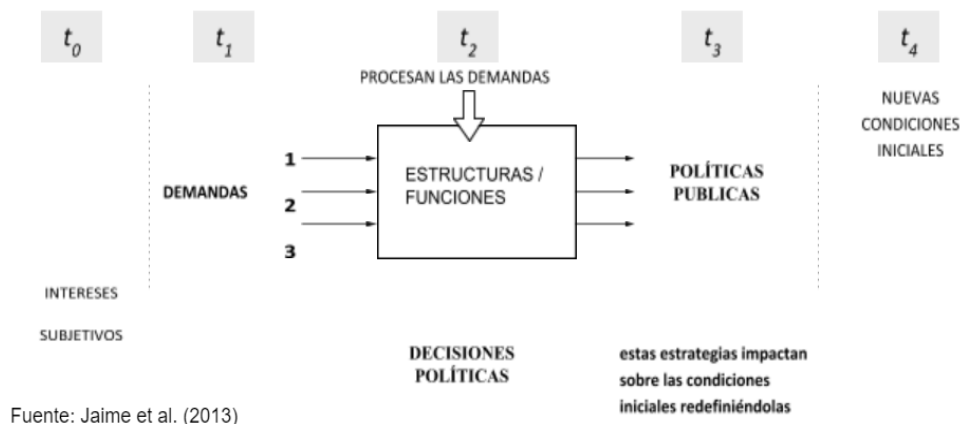 t0
t1
t2
t3
t4
PROCESAN LAS DEMANDAS
NUEVAS
CONDICIONES
INICIALES
DEMANDAS
1
2
3
ESTRUCTURAS /
FUNCIONES
POLÍTICAS
PUBLICAS
INTERESES
SUBJETIVOS
DECISIONES
POLÍTICAS
estas estrategias impactan
sobre las condiciones
iniciales redefiniéndolas
Fuente: Jaime et al. (2013)